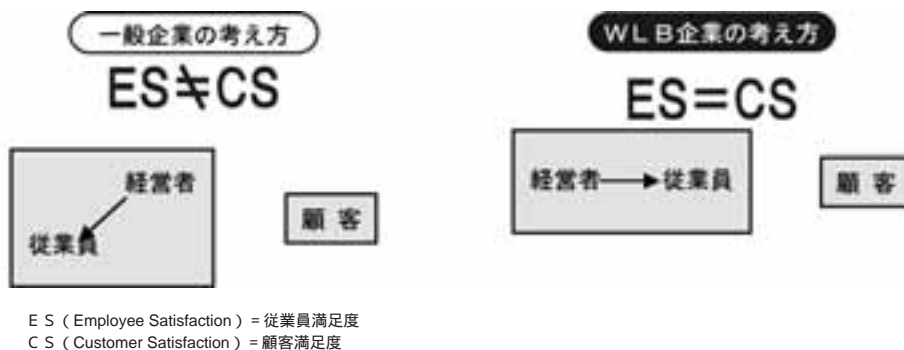 一般企業の考え方
ES≒CS
経営者
従業員
顧 客
WLB企業の考え方
ES=CS
経営者 従業員
顧 客
ES(Employee Satisfaction)=従業員満足度
CS(Customer Satisfaction)=顧客満足度